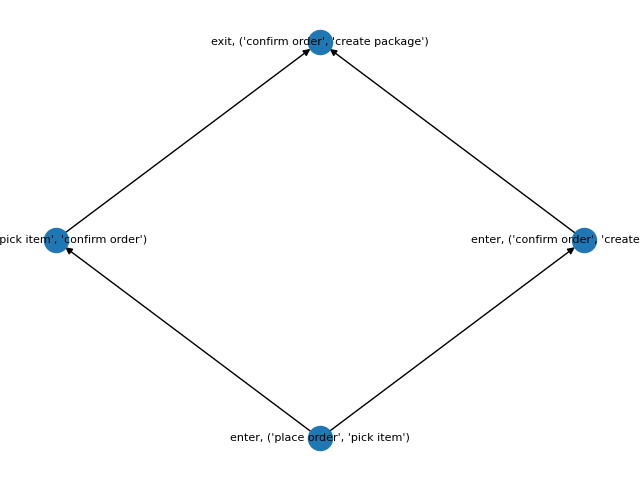 exit, ('confirm order', 'create package')
pick item', 'confirm order')
enter, ('confirm order', 'create
enter, ('place order', 'pick item')